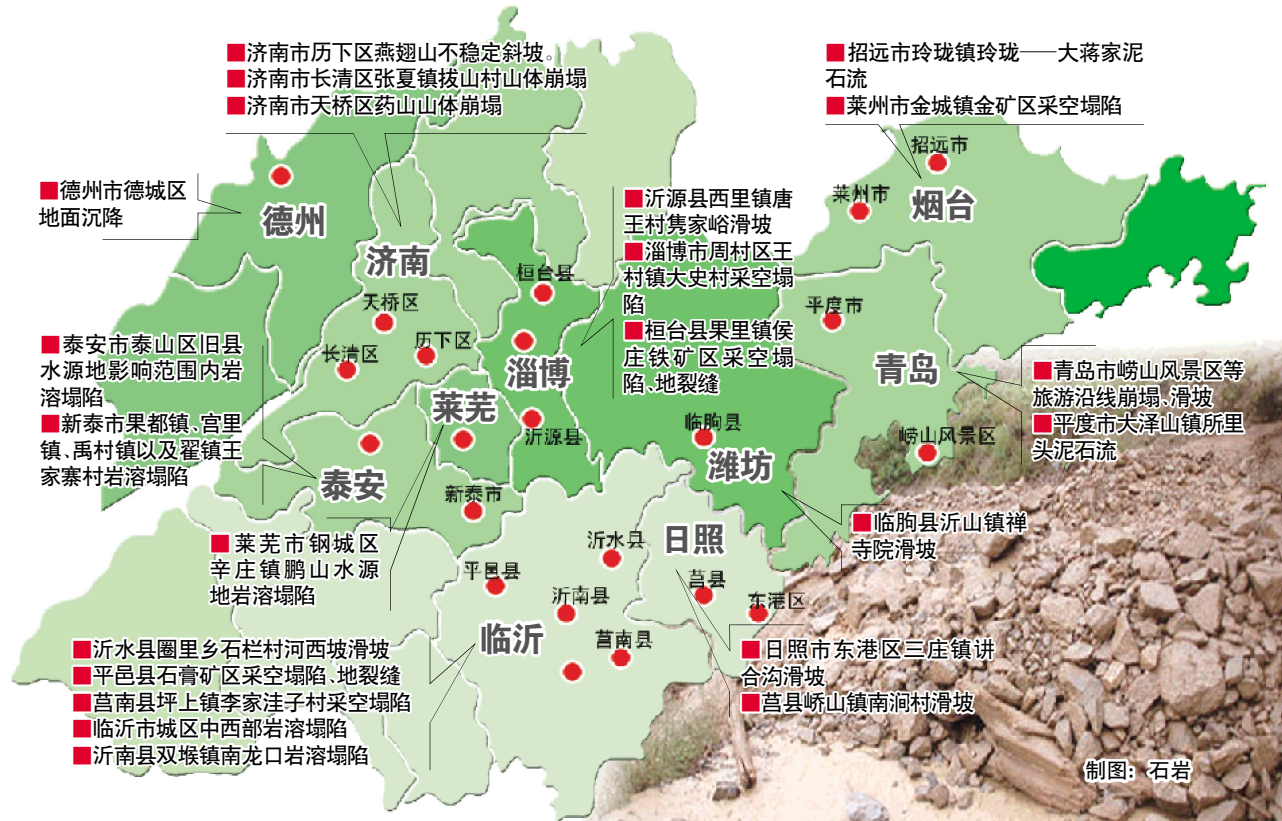 ■济南市历下区燕翅山不稳定斜坡。
■济南市长清区张夏镇拔山村山体崩塌
■济南市天桥区药山山体崩塌
■招远市玲珑镇玲珑——大蒋家泥
石流
■莱州市金城镇金矿区采空塌陷
招远市
莱州市
烟台
■德州市德城区
地面沉降
德州
济南
天桥区
长清区
历下区
■沂源县西里镇唐
王村隽家峪滑坡
■淄博市周村区王
村镇大史村采空塌
陷
■桓台县果里镇侯
庄铁矿区采空塌
陷、地裂缝
桓台县
淄博
沂源县
平度市
青岛
崂山风景区
■青岛市崂山风景区等
旅游沿线崩塌、滑坡
■平度市大泽山镇所里
头泥石流
■泰安市泰山区旧县
水源地影响范围内岩
溶塌陷
■新泰市果都镇、宫里
镇、禹村镇以及翟镇王
家寨村岩溶塌陷
莱芜
泰安
新泰市
临朐县
潍坊
■临朐县沂山镇禅
寺院滑坡
■莱芜市钢城区
辛庄镇鹏山水源
地岩溶塌陷
沂水县
平邑县
沂南县
莒南县
临沂
日照
莒县
东港区
■沂水县圈里乡石栏村河西坡滑坡
■平邑县石膏矿区采空塌陷、地裂缝
■莒南县坪上镇李家洼子村采空塌陷
■临沂市城区中西部岩溶塌陷
■沂南县双堠镇南龙口岩溶塌陷
■日照市东港区三庄镇讲
合沟滑坡
■莒县峤山镇南涧村滑坡
制图：石岩